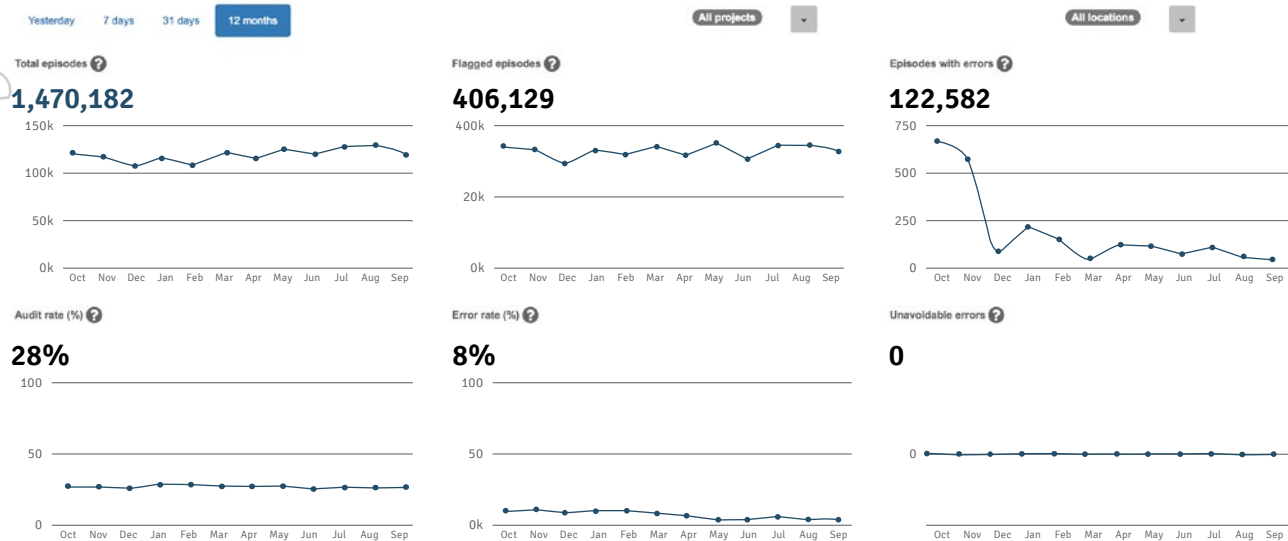 Yesterday 7 days 31 days 12 months All projects All locations
Total episodes ? Flagged episodes ? Episodes with errors ?
1,470,182 406,129 122,582
150k 400k 750
100k 500
20k
50k 250
0k 0k 0
Oct Nov Dec Jan Feb Mar Apr May Jun Jul Aug Sep Oct Nov Dec Jan Feb Mar Apr May Jun Jul Aug Sep Oct Nov Dec Jan Feb Mar Apr May Jun Jul Aug Sep
Audit rate (%) ? Error rate (%) ? Unavoidable errors ?
28% 8% 0
100 100
50 50 0
0 0k
Oct Nov Dec Jan Feb Mar Apr May Jun Jul Aug Sep Oct Nov Dec Jan Feb Mar Apr May Jun Jul Aug Sep Oct Nov Dec Jan Feb Mar Apr May Jun Jul Aug Sep